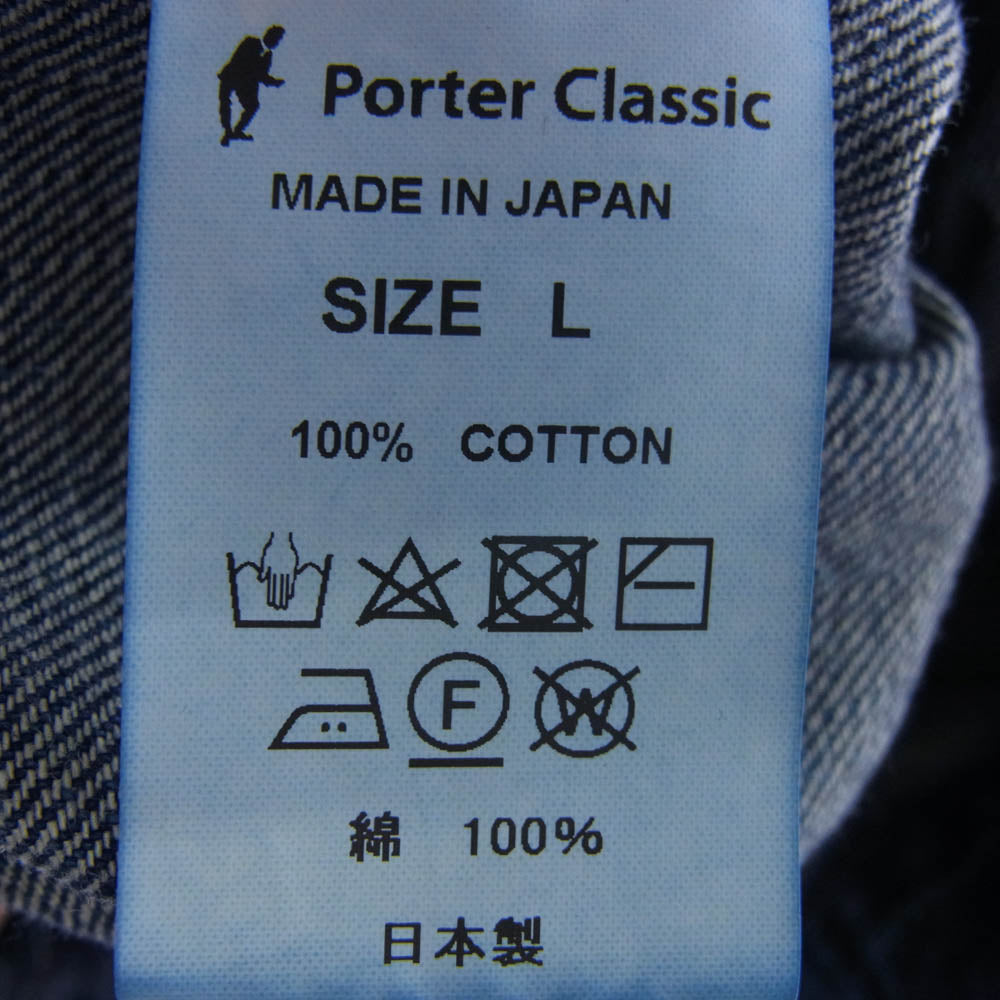 Porter Classic
MADE IN JAPAN
SIZE L
100% COTTON
F W
綿 100%
日本製